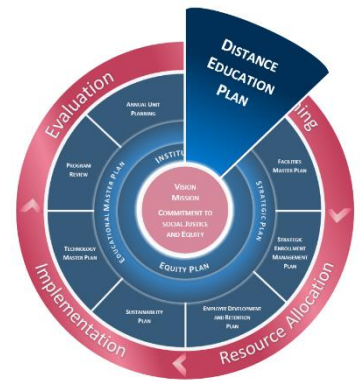 DISTANCE
EDUCATION
PLAN
Evaluation
ning
ANNUAL UNIT
PLANNING
INSTITU
PROGRAM
REVIEW
FACILITIES
MASTER PLAN
EDUCATIONAL MASTER PLAN
STRATEGIC PLAN
VISION
MISSION
COMMITMENT TO
SOCIAL JUSTICE
AND EQUITY
TECHNOLOGY
MASTER PLAN
STRATEGIC
ENROLLMENT
MANAGEMENT
PLAN
EQUITY PLAN
SUSTAINABILITY
PLAN
EMPLOYEE DEVELOPMENT
AND RETENTION
PLAN
Implementation
Resource Allocation